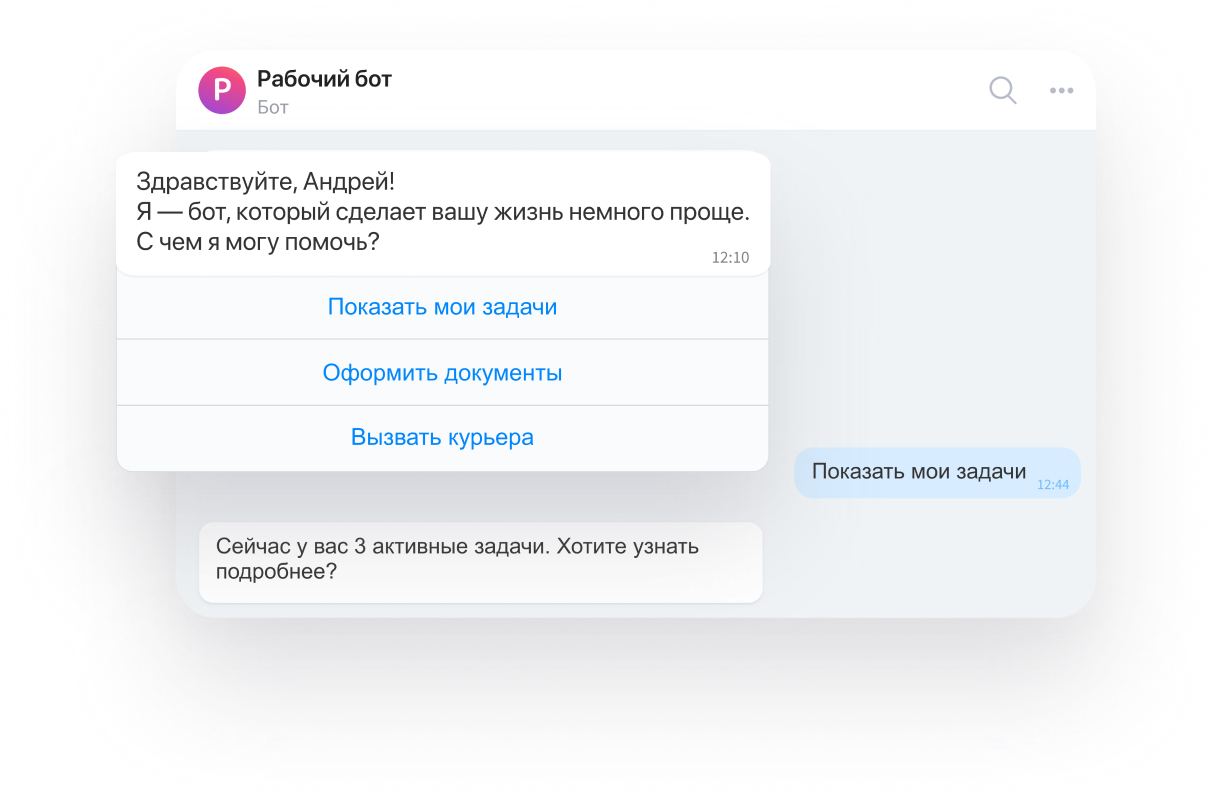 Р
Рабочий бот
Бот
Здравствуйте, Андрей!
Я — бот, который сделает вашу жизнь немного проще.
С чем я могу помочь?
12:10
Показать мои задачи
Оформить документы
Вызвать курьера
Показать мои задачи
12:44
Сейчас у вас 3 активные задачи. Хотите узнать
подробнее?